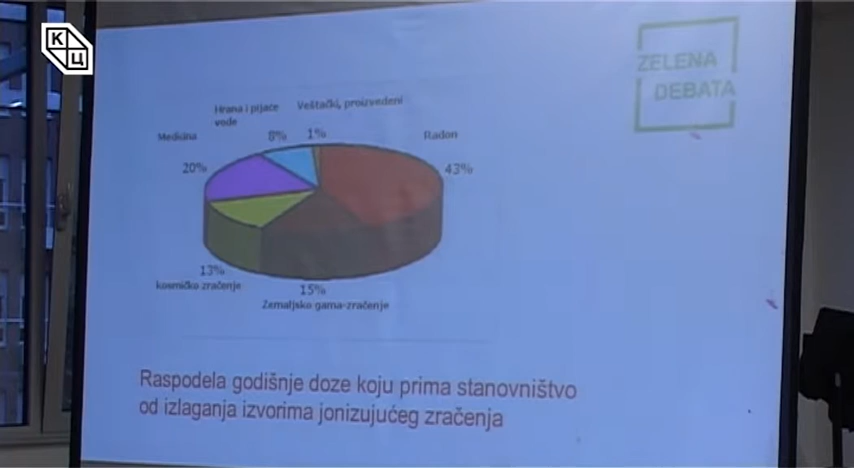 К
Ц
ZELENA
DEBATA
Hrana i pijaće
vode
Veštački, proizvedeni
Medicina
8%
1%
Radon
20%
43%
13%
kosmičko zračenje
15%
Zemaljsko gama-zračenje
Raspodela godišnje doze koju prima stanovništvo
od izlaganja izvorima jonizujućeg zračenja